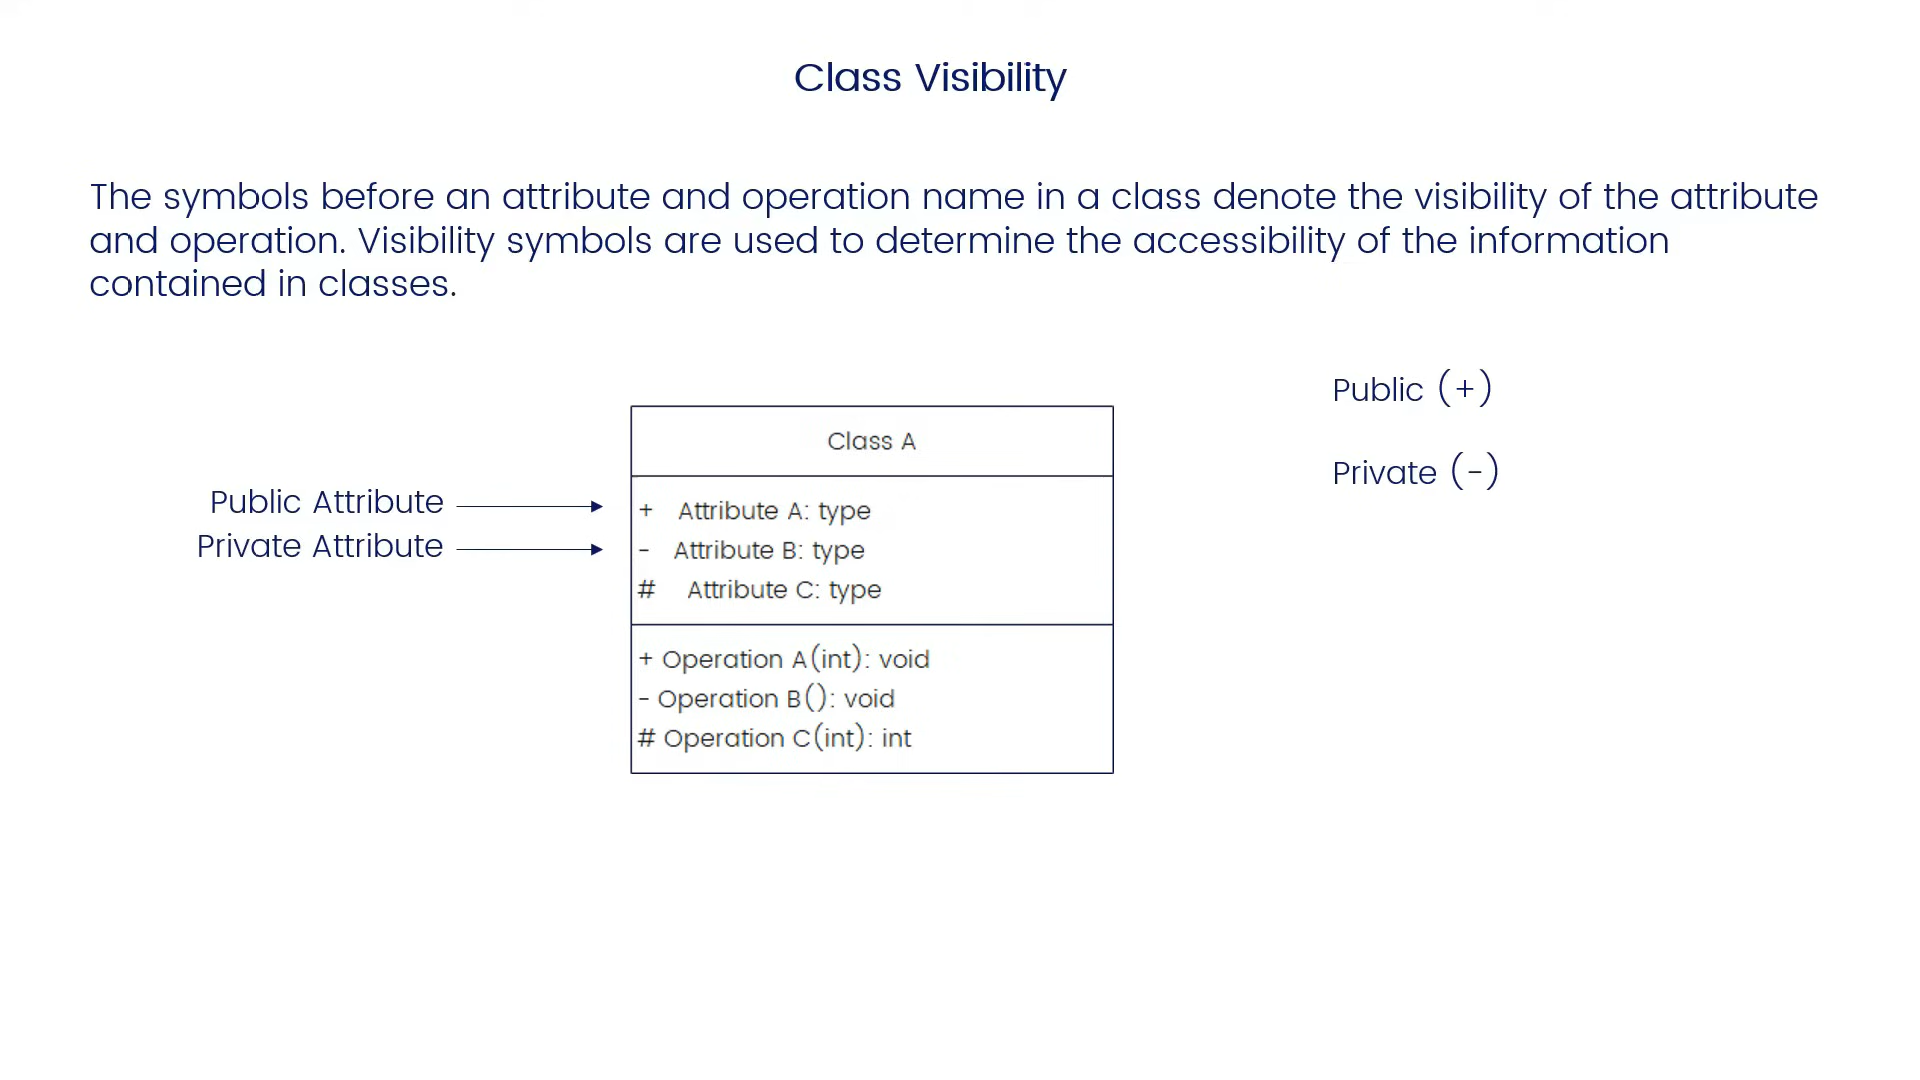 Class Visibility
The symbols before an attribute and operation name in a class denote the visibility of the attribute
and operation. Visibility symbols are used to determine the accessibility of the information
contained in classes.
Public (+)
Private (-)
Public Attribute
Private Attribute
Class A
+ Attribute A: type
- Attribute B: type
# Attribute C: type
+ Operation A(int): void
- Operation B(): void
# Operation C(int): int